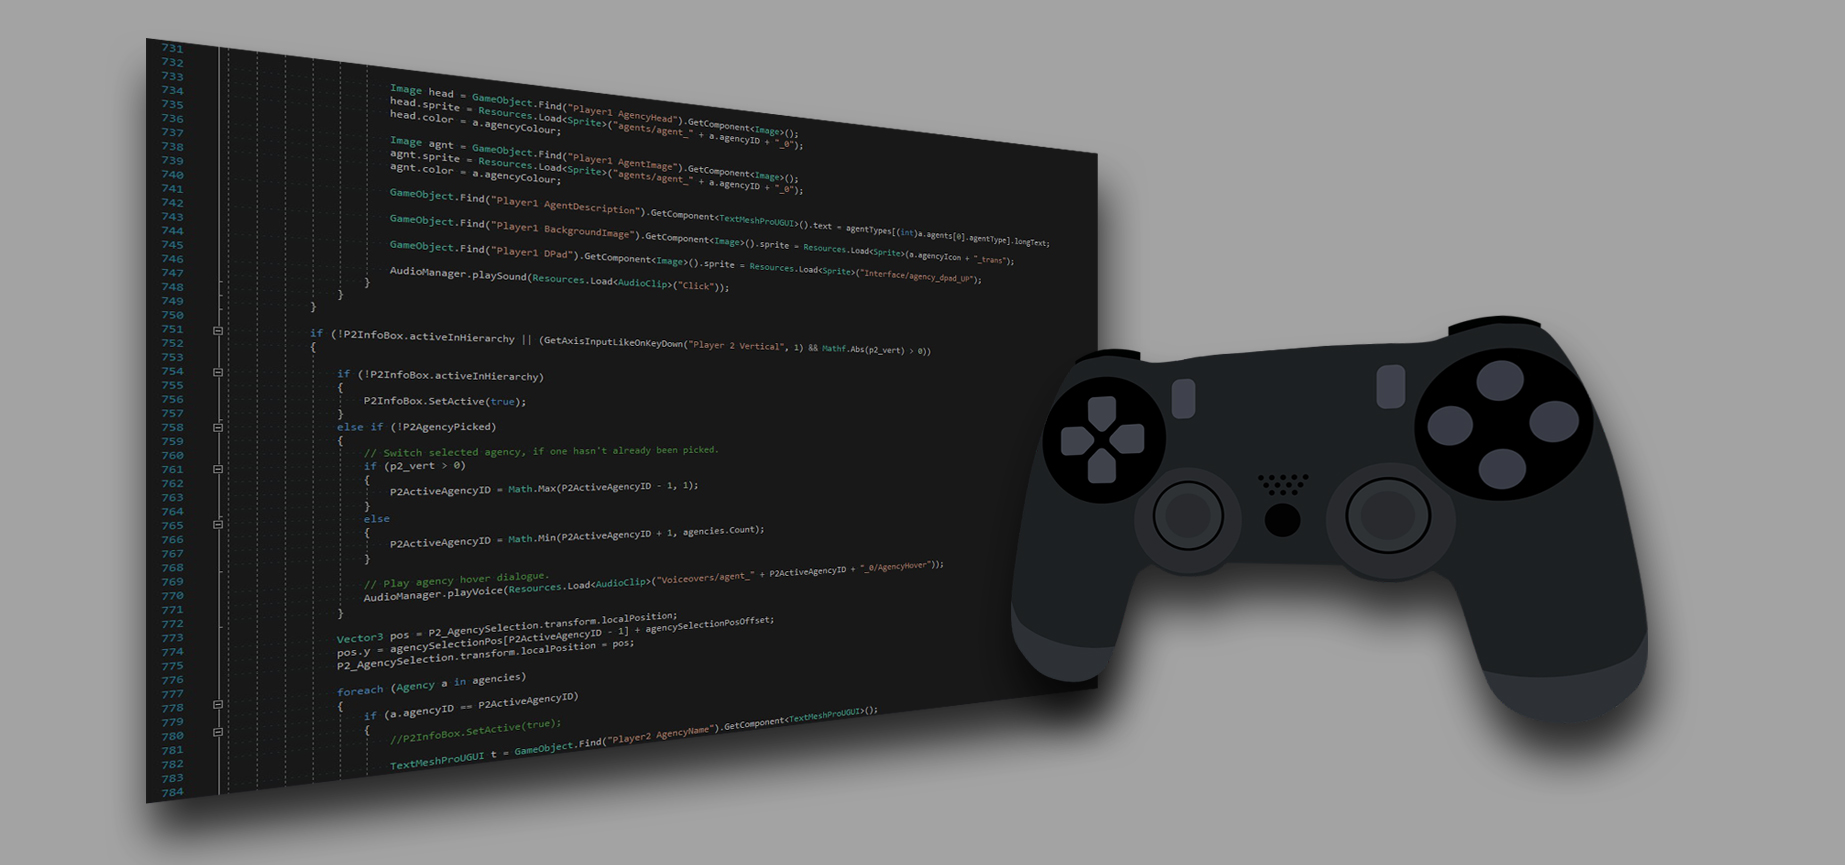 731
732
733
734 Image head = GameObject.Find("Player1 AgencyHead").GetComponent<Image>();
735 head.sprite = Resources.Load<Sprite>("agents/agent_" + a.agencyID + "_0");
736 head.color = a.agencyColour;
737
738 Image agnt = GameObject.Find("Player1 AgentImage").GetComponent<Image>();
739 agnt.sprite = Resources.Load<Sprite>("agents/agent_" + a.agencyID + "_0");
740 agnt.color = a.agencyColour;
741
742 GameObject.Find("Player1 AgentDescription").GetComponent<TextMeshProUGUI>().text = agentTypes[(int)a.agents[0].agentType].longText;
743
744 GameObject.Find("Player1 BackgroundImage").GetComponent<Image>().sprite = Resources.Load<Sprite>(a.agencyIcon + "_trans");
745
746 GameObject.Find("Player1 DPad").GetComponent<Image>().sprite = Resources.Load<Sprite>("Interface/agency_dpad_UP");
747
748 AudioManager.playSound(Resources.Load<AudioClip>("Click"));
}
749 }
750 }
751
752 if (!P2InfoBox.activeInHierarchy || (GetAxisInputLikeOnKeyDown("Player 2 Vertical", 1) && Mathf.Abs(p2_vert) > 0))
753 {
754
755 if (!P2InfoBox.activeInHierarchy)
{
756 P2InfoBox.SetActive(true);
757 }
758 else if (!P2AgencyPicked)
759 {
760 // Switch selected agency, if one hasn't already been picked.
761 if (p2_vert > 0)
762 {
P2ActiveAgencyID = Math.Max(P2ActiveAgencyID - 1, 1);
763 }
764 else
765 {
766 P2ActiveAgencyID = Math.Min(P2ActiveAgencyID + 1, agencies.Count);
767 }
768
769 // Play agency hover dialogue.
770 AudioManager.playVoice(Resources.Load<AudioClip>("Voiceovers/agent_" + P2ActiveAgencyID + "_0/AgencyHover"));
771 }
772
773 Vector3 pos = P2_AgencySelection.transform.localPosition;
774 pos.y = agencySelectionPos[P2ActiveAgencyID - 1] + agencySelectionPosOffset;
775 P2_AgencySelection.transform.localPosition = pos;
776
777 foreach (Agency a in agencies)
778 {
779 if (a.agencyID == P2ActiveAgencyID)
780 {
781 //P2InfoBox.SetActive(true);
782 TextMeshProUGUI t = GameObject.Find("Player2 AgencyName").GetComponent<TextMeshProUGUI>();
783
784